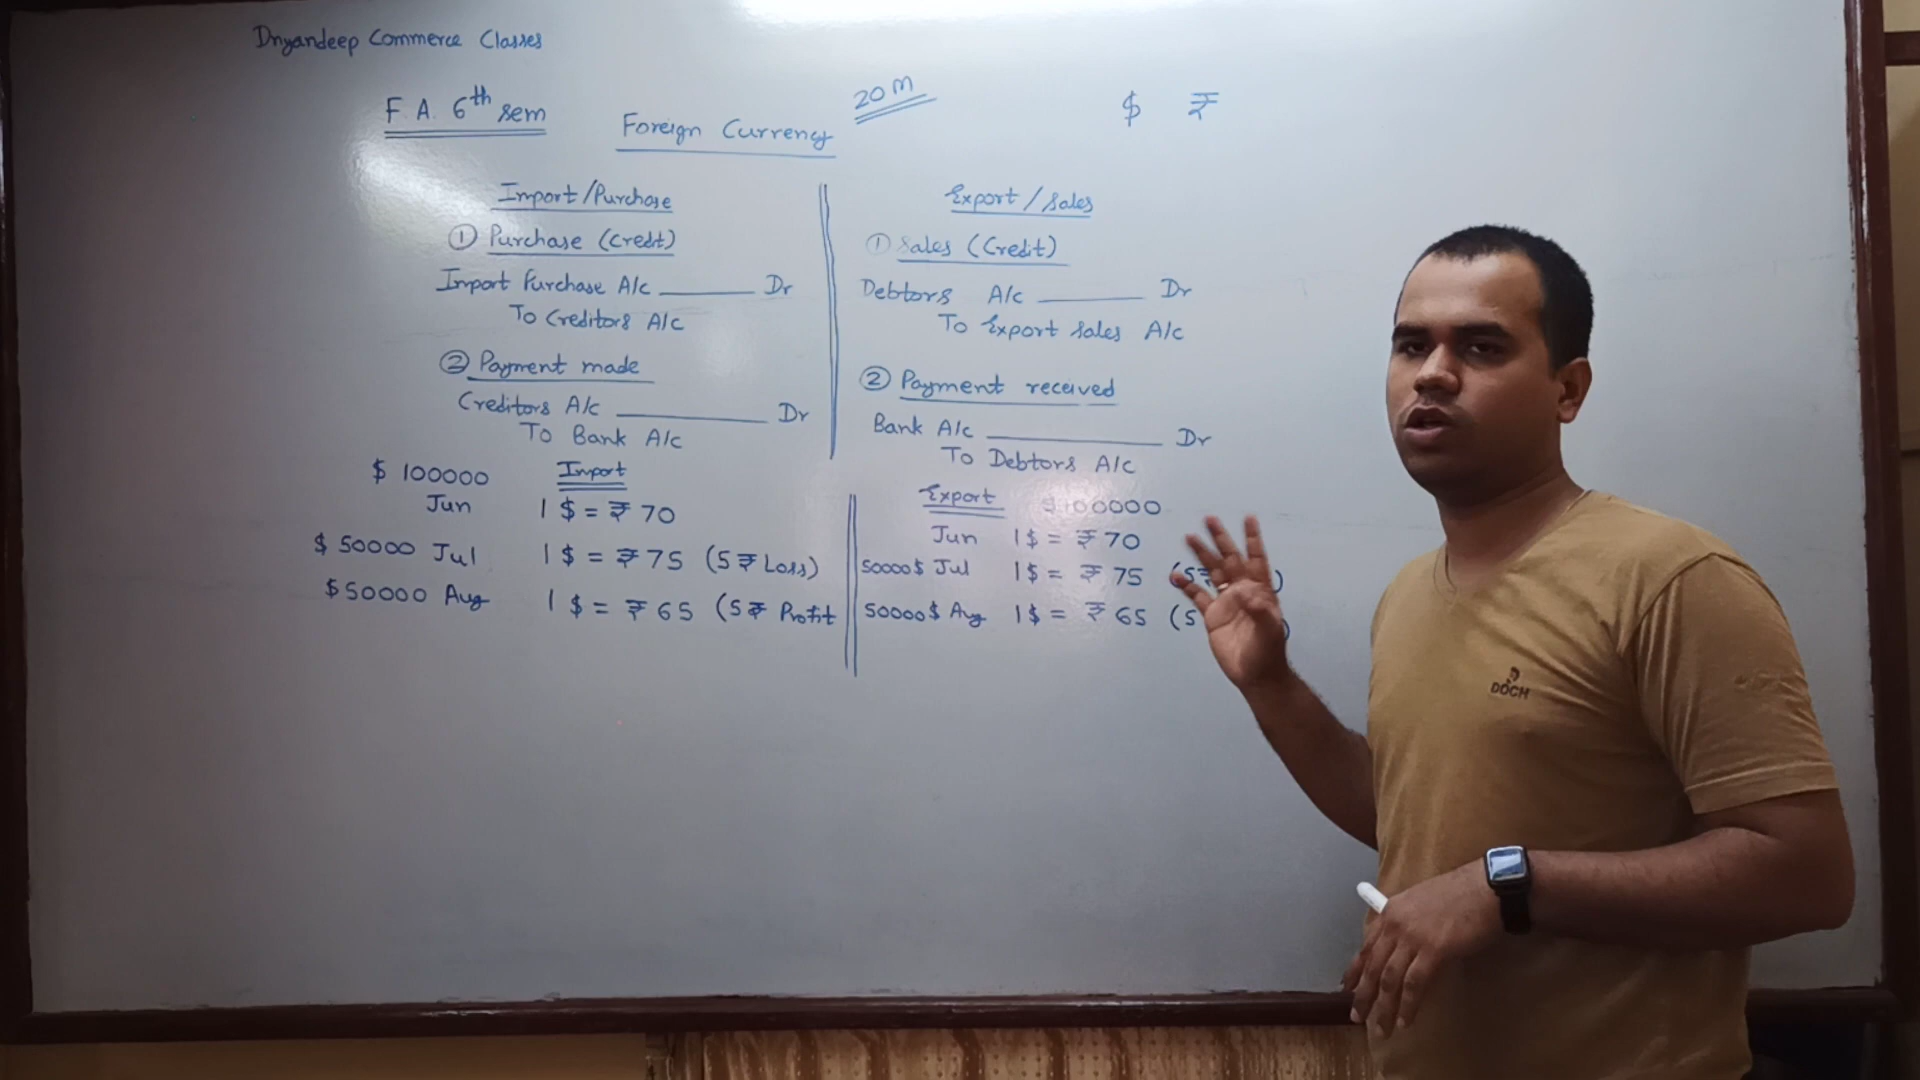 Dnyandeep Commerce Classes
F. A. 6th sem
Foreign Currency
20 M
$ ₹
Import/Purchase
① Purchase (Credit)
Import Purchase A/c ______ Dr
To Creditors A/c
② Payment made
Creditors A/c ______ Dr
To Bank A/c
$ 100000 Import
Jun 1 $ = ₹ 70
$ 50000 Jul 1 $ = ₹ 75 (5 ₹ Loss)
$ 50000 Aug 1 $ = ₹ 65 (5 ₹ Profit
Export/Sales
① Sales (Credit)
Debtors A/c ______ Dr
To Export Sales A/c
② Payment received
Bank A/c ______ Dr
To Debtors A/c
Export $100000
Jun 1 $ = ₹ 70
50000 $ Jul 1 $ = ₹ 75 (5₹ )
50000 $ Aug 1 $ = ₹ 65 (5 )
DOCH